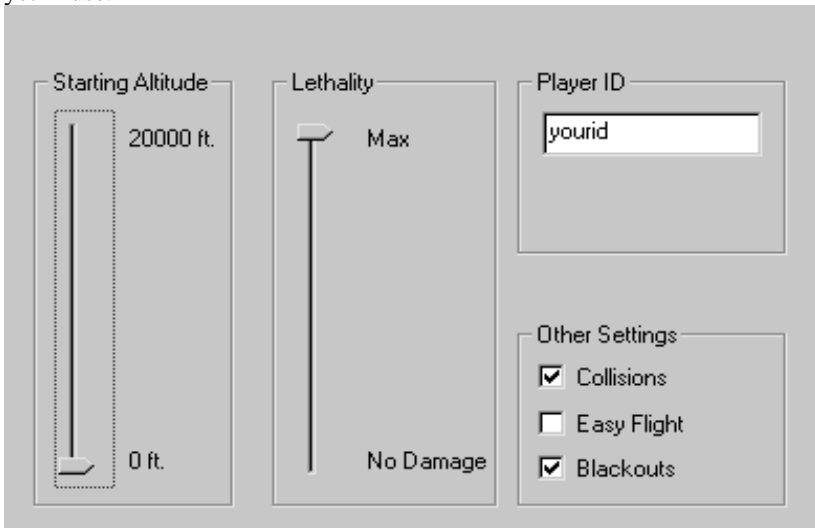 Starting Altitude
20000 ft.
0 ft.
Lethality
Max
No Damage
Player ID
yourid
Other Settings
Collisions
Easy Flight
Blackouts